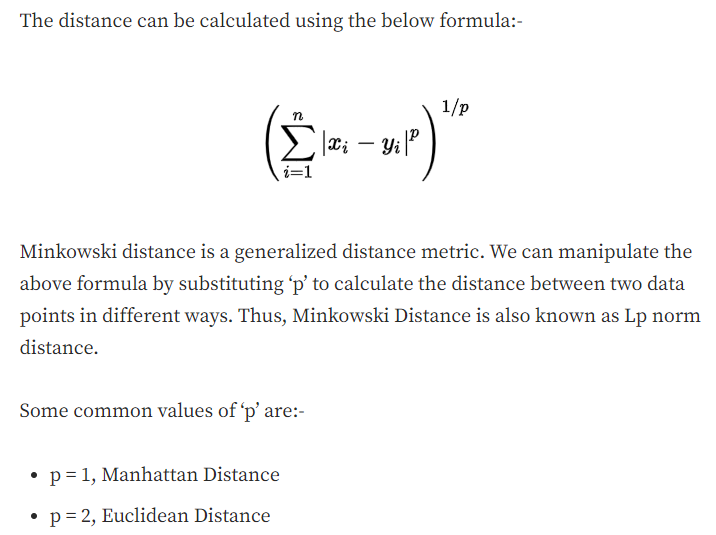 The distance can be calculated using the below formula:-
(∑_{i=1}^{n} |x_i − y_i|^p)^{1/p}
Minkowski distance is a generalized distance metric. We can manipulate the
above formula by substituting ‘p’ to calculate the distance between two data
points in different ways. Thus, Minkowski Distance is also known as Lp norm
distance.
Some common values of ‘p’ are:-
• p = 1, Manhattan Distance
• p = 2, Euclidean Distance